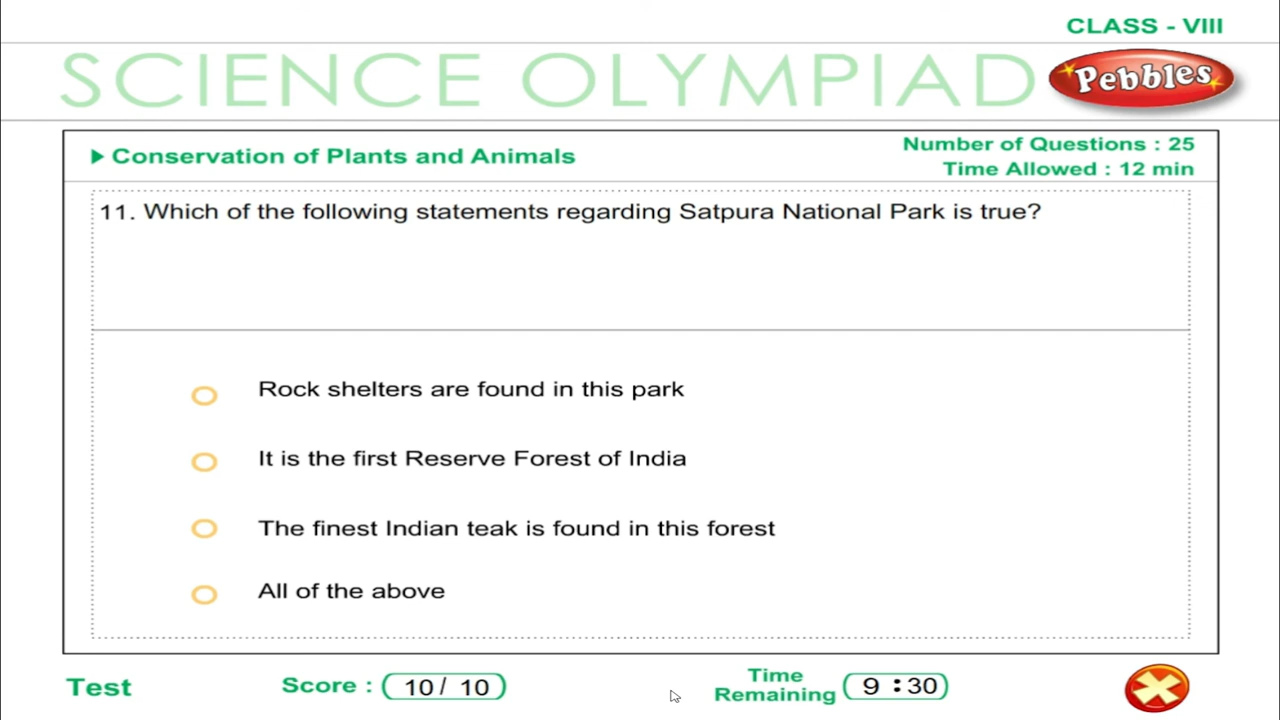 CLASS - VIII
SCIENCE OLYMPIAD
Pebbles
Conservation of Plants and Animals
Number of Questions : 25
Time Allowed : 12 min
11. Which of the following statements regarding Satpura National Park is true?
Rock shelters are found in this park
It is the first Reserve Forest of India
The finest Indian teak is found in this forest
All of the above
Test
Score : 10 / 10
Time Remaining 9 : 30